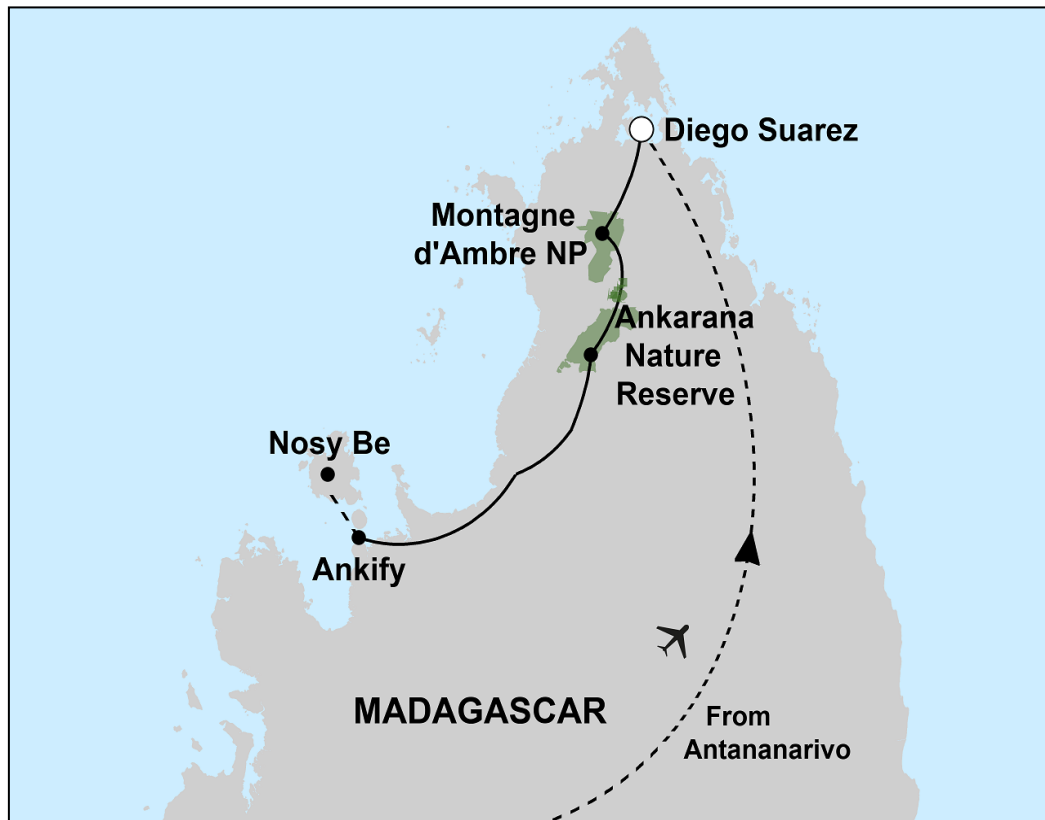 Diego Suarez
Montagne
d'Ambre NP
Ankarana
Nature
Reserve
Nosy Be
Ankify
MADAGASCAR
From
Antananarivo